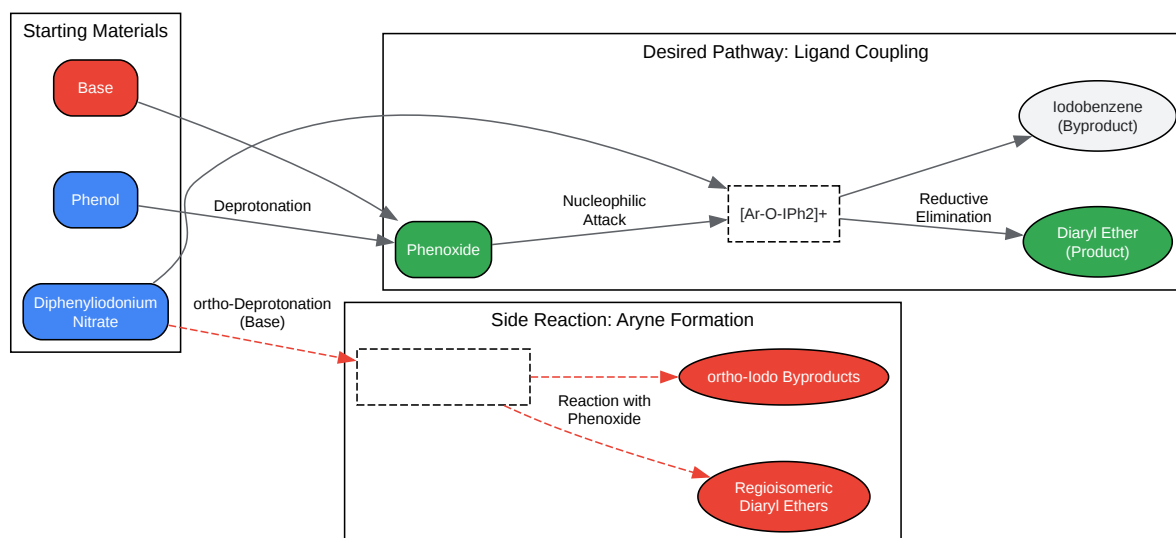 Starting Materials
Base
Phenol
Diphenyliodonium
Nitrate
Deprotonation
ortho-Deprotonation
(Base)
Desired Pathway: Ligand Coupling
Phenoxide
Nucleophilic
Attack
[Ar-O-IPh2]+
Reductive
Elimination
Iodobenzene
(Byproduct)
Diaryl Ether
(Product)
Side Reaction: Aryne Formation
ortho-Iodo Byproducts
Reaction with
Phenoxide
Regioisomeric
Diaryl Ethers